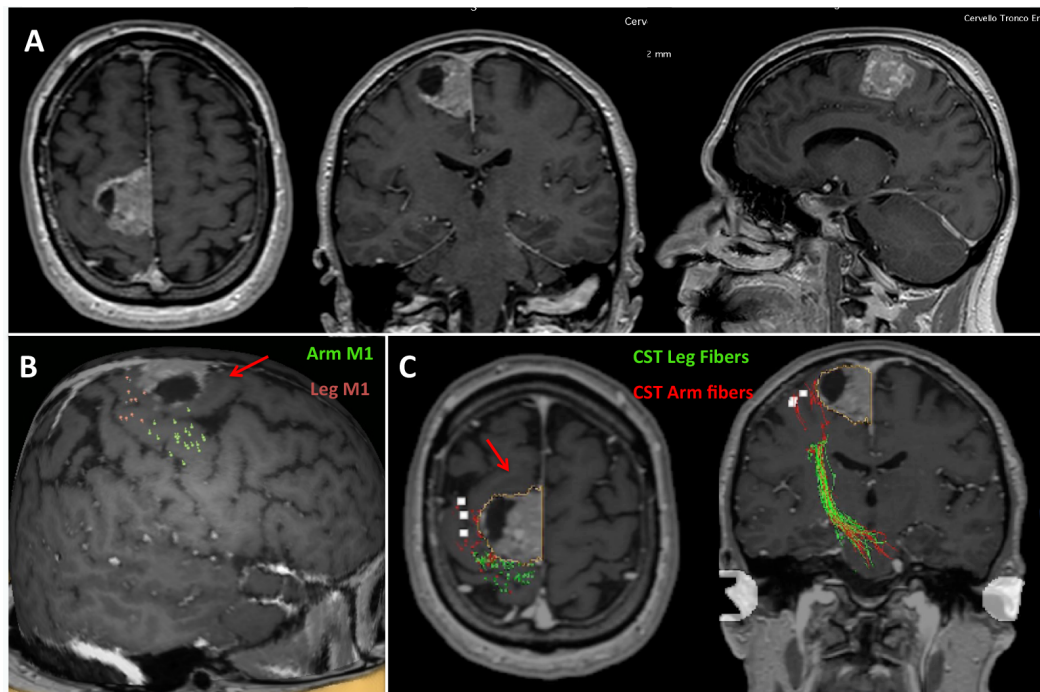 Cerv
2 mm
Cervello Tronco En
A
B
Arm M1
Leg M1
C
CST Leg Fibers
CST Arm fibers